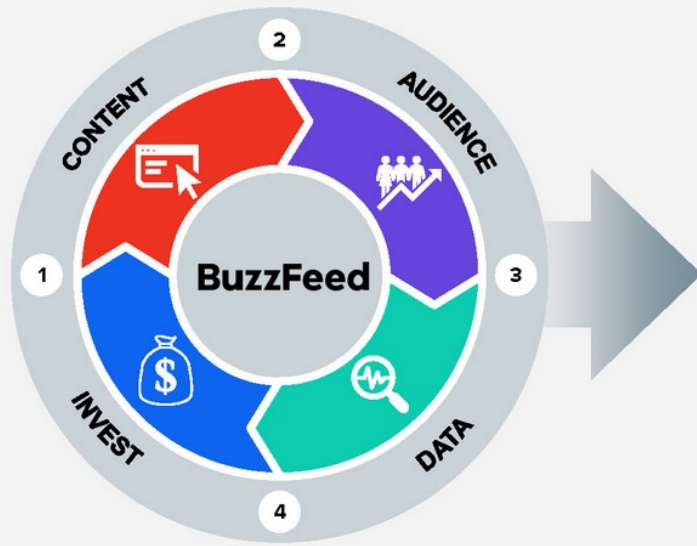 2
CONTENT
AUDIENCE
1
BuzzFeed
3
$
INVEST
DATA
4